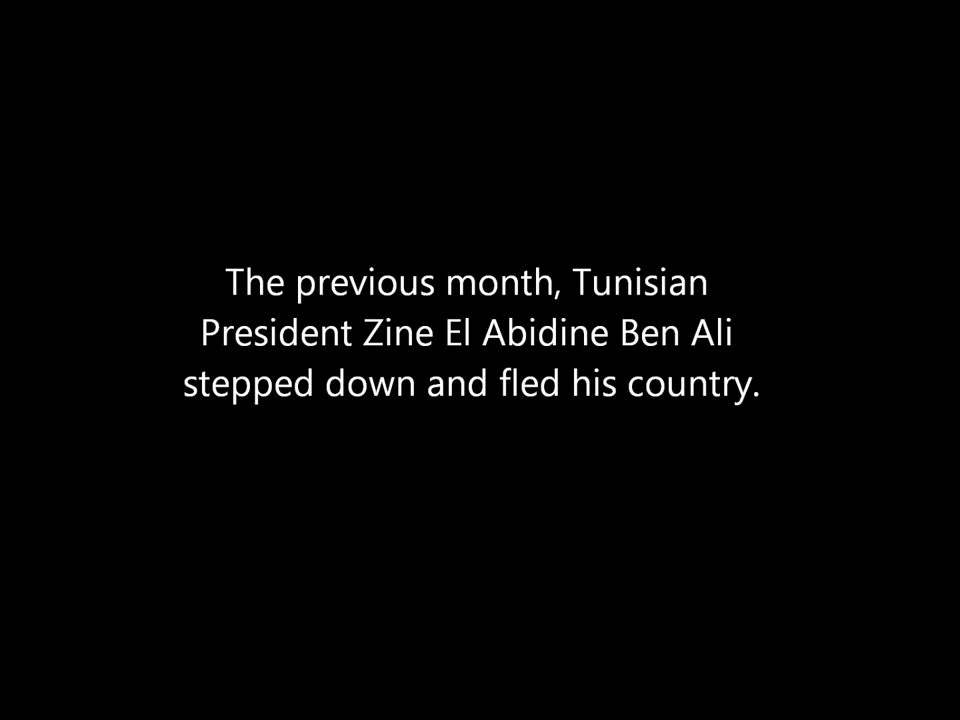 The previous month, Tunisian
President Zine El Abidine Ben Ali
stepped down and fled his country.